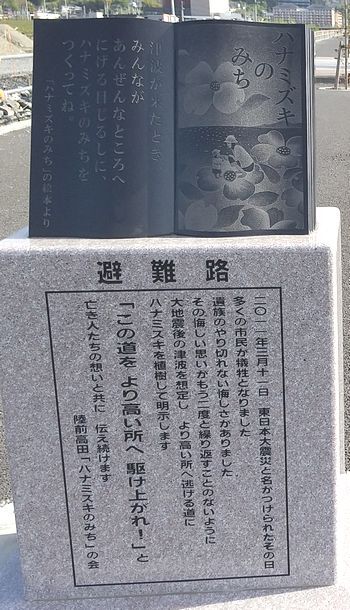 ハナミズキ
の
みち
津波が来たとき
みんなが
あんぜんなところへ
にげる目じるしに、
ハナミズキのみちを
つくってね。
「ハナミズキのみち」の絵本より
避難路
二〇一一年三月十一日 東日本大震災と名がつけられたその日
多くの市民が犠牲となりました
遺族のやり切れない悔しさがありました
その悔しい思いがもう二度と繰り返すことのないように
大地震後の津波を想定し より高い所へ逃げる道に
ハナミズキを植樹して明示します
「この道を より高い所へ 駆け上がれ!」と
亡き人たちの想いと共に 伝え続けます
陸前高田「ハナミズキのみち」の会